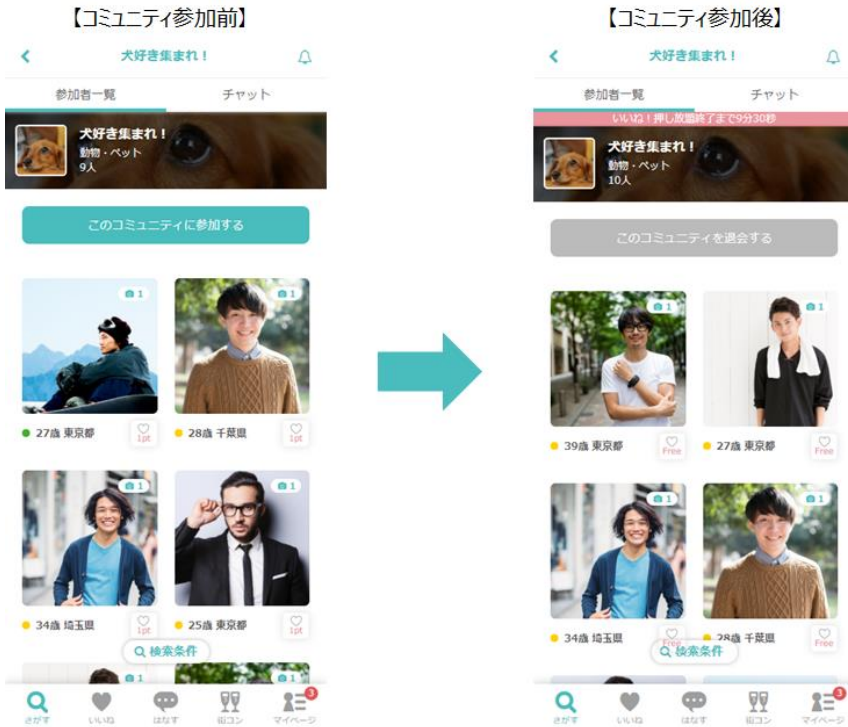 【コミュニティ参加前】
犬好き集まれ！
参加者一覧
チャット
犬好き集まれ！
動物・ペット
9人
このコミュニティに参加する
1
1
27歳 東京都
1pt
28歳 千葉県
1pt
1
1
34歳 埼玉県
1pt
25歳 東京都
1pt
検索条件
1
さがす
いいね
はなす
街コン
マイページ
3
【コミュニティ参加後】
犬好き集まれ！
参加者一覧
チャット
いいね！押し放題終了まで9分30秒
犬好き集まれ！
動物・ペット
10人
このコミュニティを退会する
1
1
39歳 東京都
Free
27歳 東京都
Free
1
1
34歳 埼玉県
Free
28歳 千葉県
Free
検索条件
さがす
いいね
はなす
街コン
マイページ
3